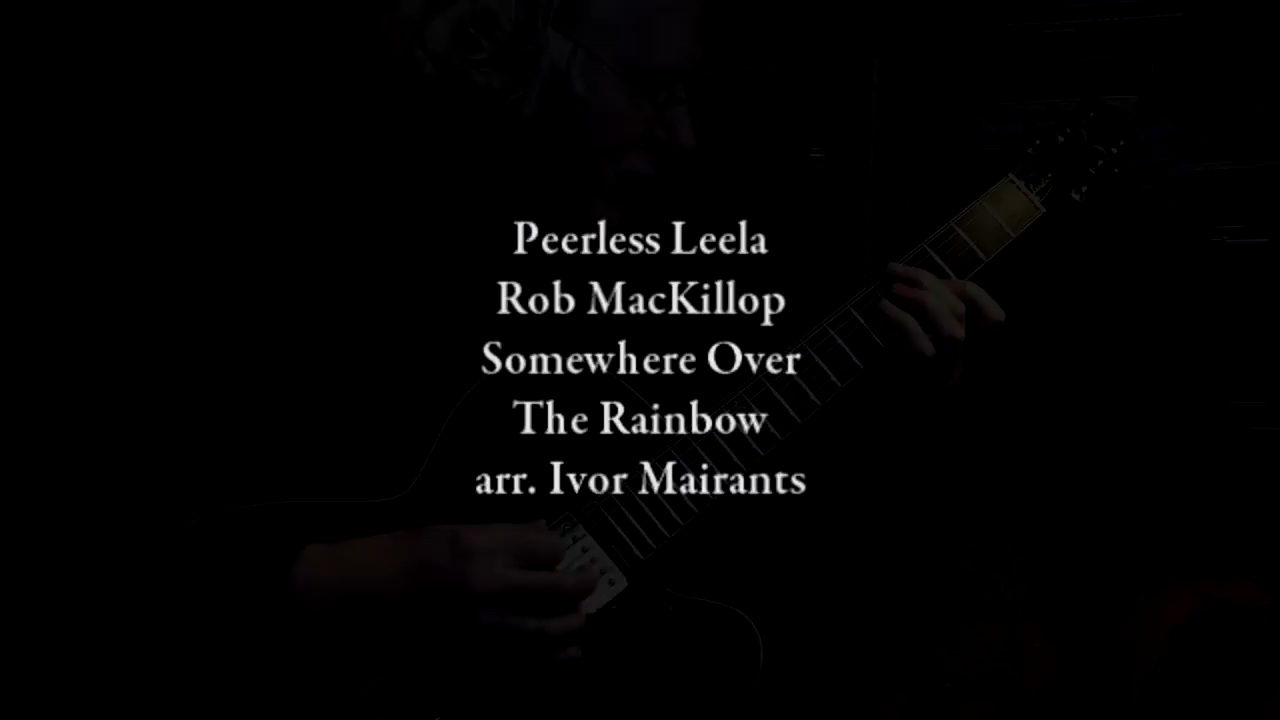 Peerless Leela
Rob MacKillop
Somewhere Over
The Rainbow
arr. Ivor Mairants